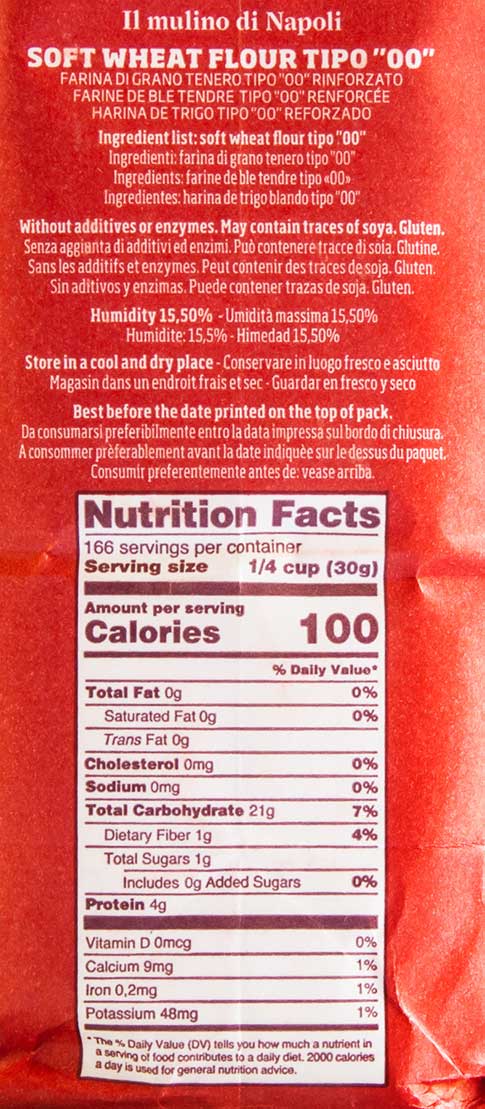 Il mulino di Napoli
SOFT WHEAT FLOUR TIPO "00"
FARINA DI GRANO TENERO TIPO "00" RINFORZATO
FARINE DE BLE TENDRE TIPO "00" RENFORCÉE
HARINA DE TRIGO TIPO "00" REFORZADO
Ingredient list: soft wheat flour tipo "00"
Ingredienti: farina di grano tenero tipo "00"
Ingredients: farine de ble tendre tipo «00»
Ingredientes: harina de trigo blando tipo "00"
Without additives or enzymes. May contain traces of soya. Gluten.
Senza aggiunta di additivi ed enzimi. Può contenere tracce di soia. Glutine.
Sans les additifs et enzymes. Peut contenir des traces de soja. Gluten.
Sin aditivos y enzimas. Puede contener trazas de soja. Gluten.
Humidity 15,50% - Umidità massima 15,50%
Humidite: 15,5% - Himedad 15,50%
Store in a cool and dry place - Conservare in luogo fresco e asciutto
Magasin dans un endroit frais et sec - Guardar en fresco y seco
Best before the date printed on the top of pack.
Da consumarsi preferibilmente entro la data impressa sul bordo di chiusura.
A consommer prèferablement avant la date indiquèe sur le dessus du paquet.
Consumir preferentemente antes de: vease arriba.
Nutrition Facts
166 servings per container
Serving size 1/4 cup (30g)
Amount per serving
Calories 100
% Daily Value*
Total Fat 0g 0%
Saturated Fat 0g 0%
Trans Fat 0g
Cholesterol 0mg 0%
Sodium 0mg 0%
Total Carbohydrate 21g 7%
Dietary Fiber 1g 4%
Total Sugars 1g
Includes 0g Added Sugars 0%
Protein 4g
Vitamin D 0mcg 0%
Calcium 9mg 1%
Iron 0,2mg 1%
Potassium 48mg 1%
* The % Daily Value (DV) tells you how much a nutrient in
a serving of food contributes to a daily diet. 2000 calories
a day is used for general nutrition advice.